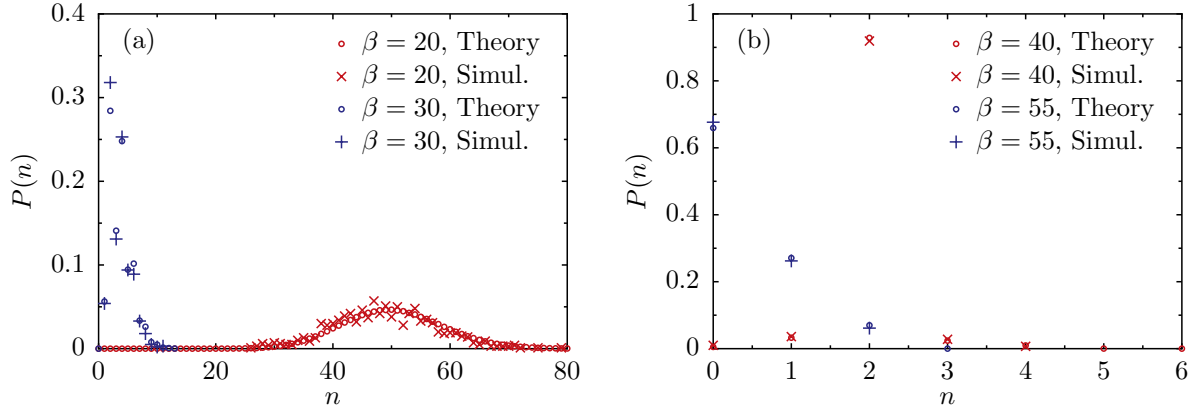 (a)
β = 20, Theory
β = 20, Simul.
β = 30, Theory
β = 30, Simul.
P(n)
0.4
0.3
0.2
0.1
0
0 20 40 60 80
n
(b)
β = 40, Theory
β = 40, Simul.
β = 55, Theory
β = 55, Simul.
P(n)
1
0.8
0.6
0.4
0.2
0
0 1 2 3 4 5 6
n